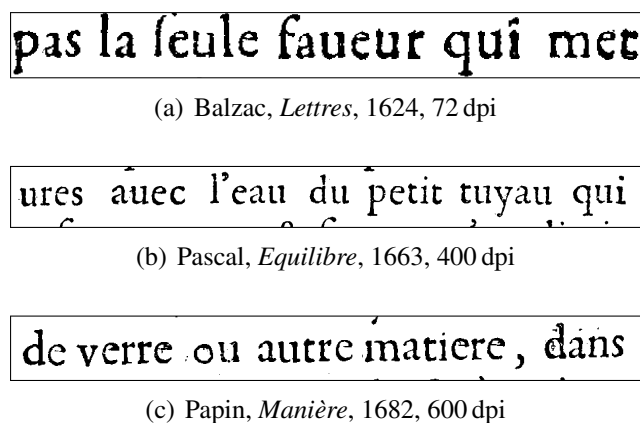 pas la ſeule faueur qui met
(a) Balzac, Lettres, 1624, 72 dpi
ures auec l'eau du petit tuyau qui
(b) Pascal, Equilibre, 1663, 400 dpi
de verre ou autre matiere, dans
(c) Papin, Manière, 1682, 600 dpi